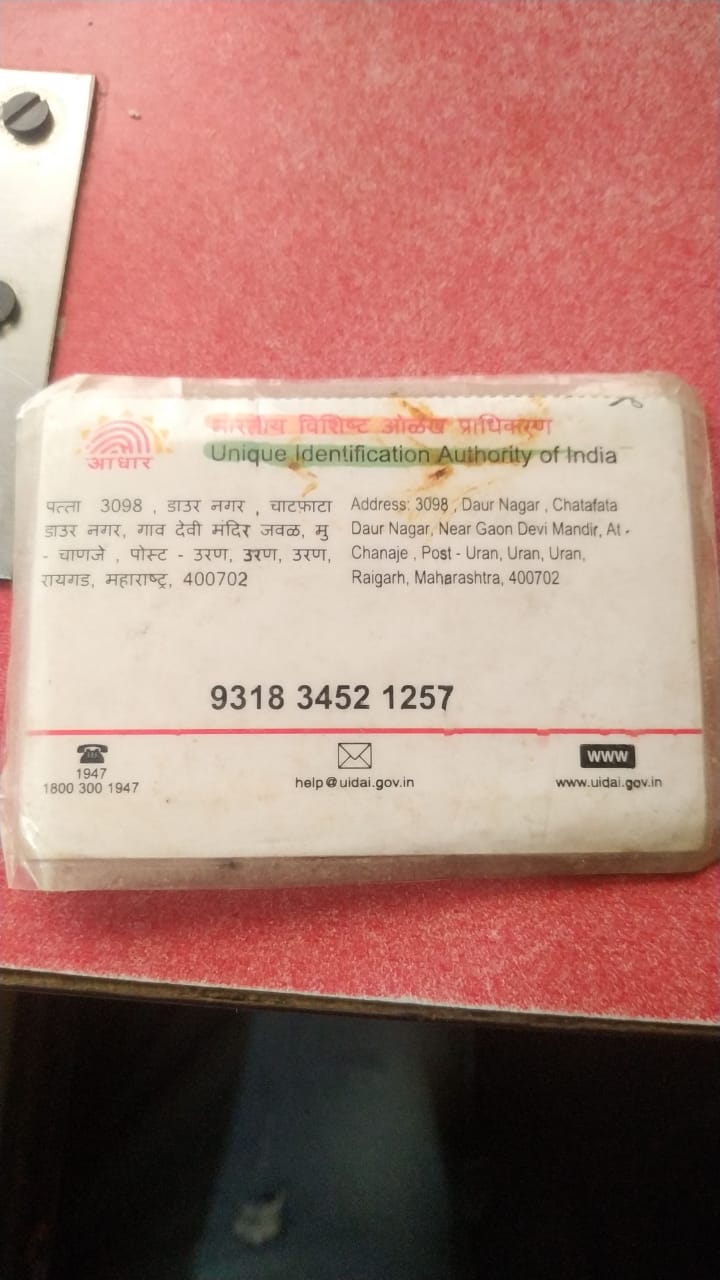 आधार
भारतीय विशिष्ट ओळख प्राधिकरण
Unique Identification Authority of India
पत्ता 3098 , डाउर नगर , चाटफ़ाटा
डाउर नगर, गाव देवी मंदिर जवळ, मु
- चाणजे , पोस्ट - उरण, उरण, उरण,
रायगड, महाराष्ट्र, 400702
Address: 3098 , Daur Nagar , Chatafata
Daur Nagar, Near Gaon Devi Mandir, At -
Chanaje , Post - Uran, Uran, Uran,
Raigarh, Maharashtra, 400702
9318 3452 1257
1947
1800 300 1947
help@uidai.gov.in
www
www.uidai.gov.in